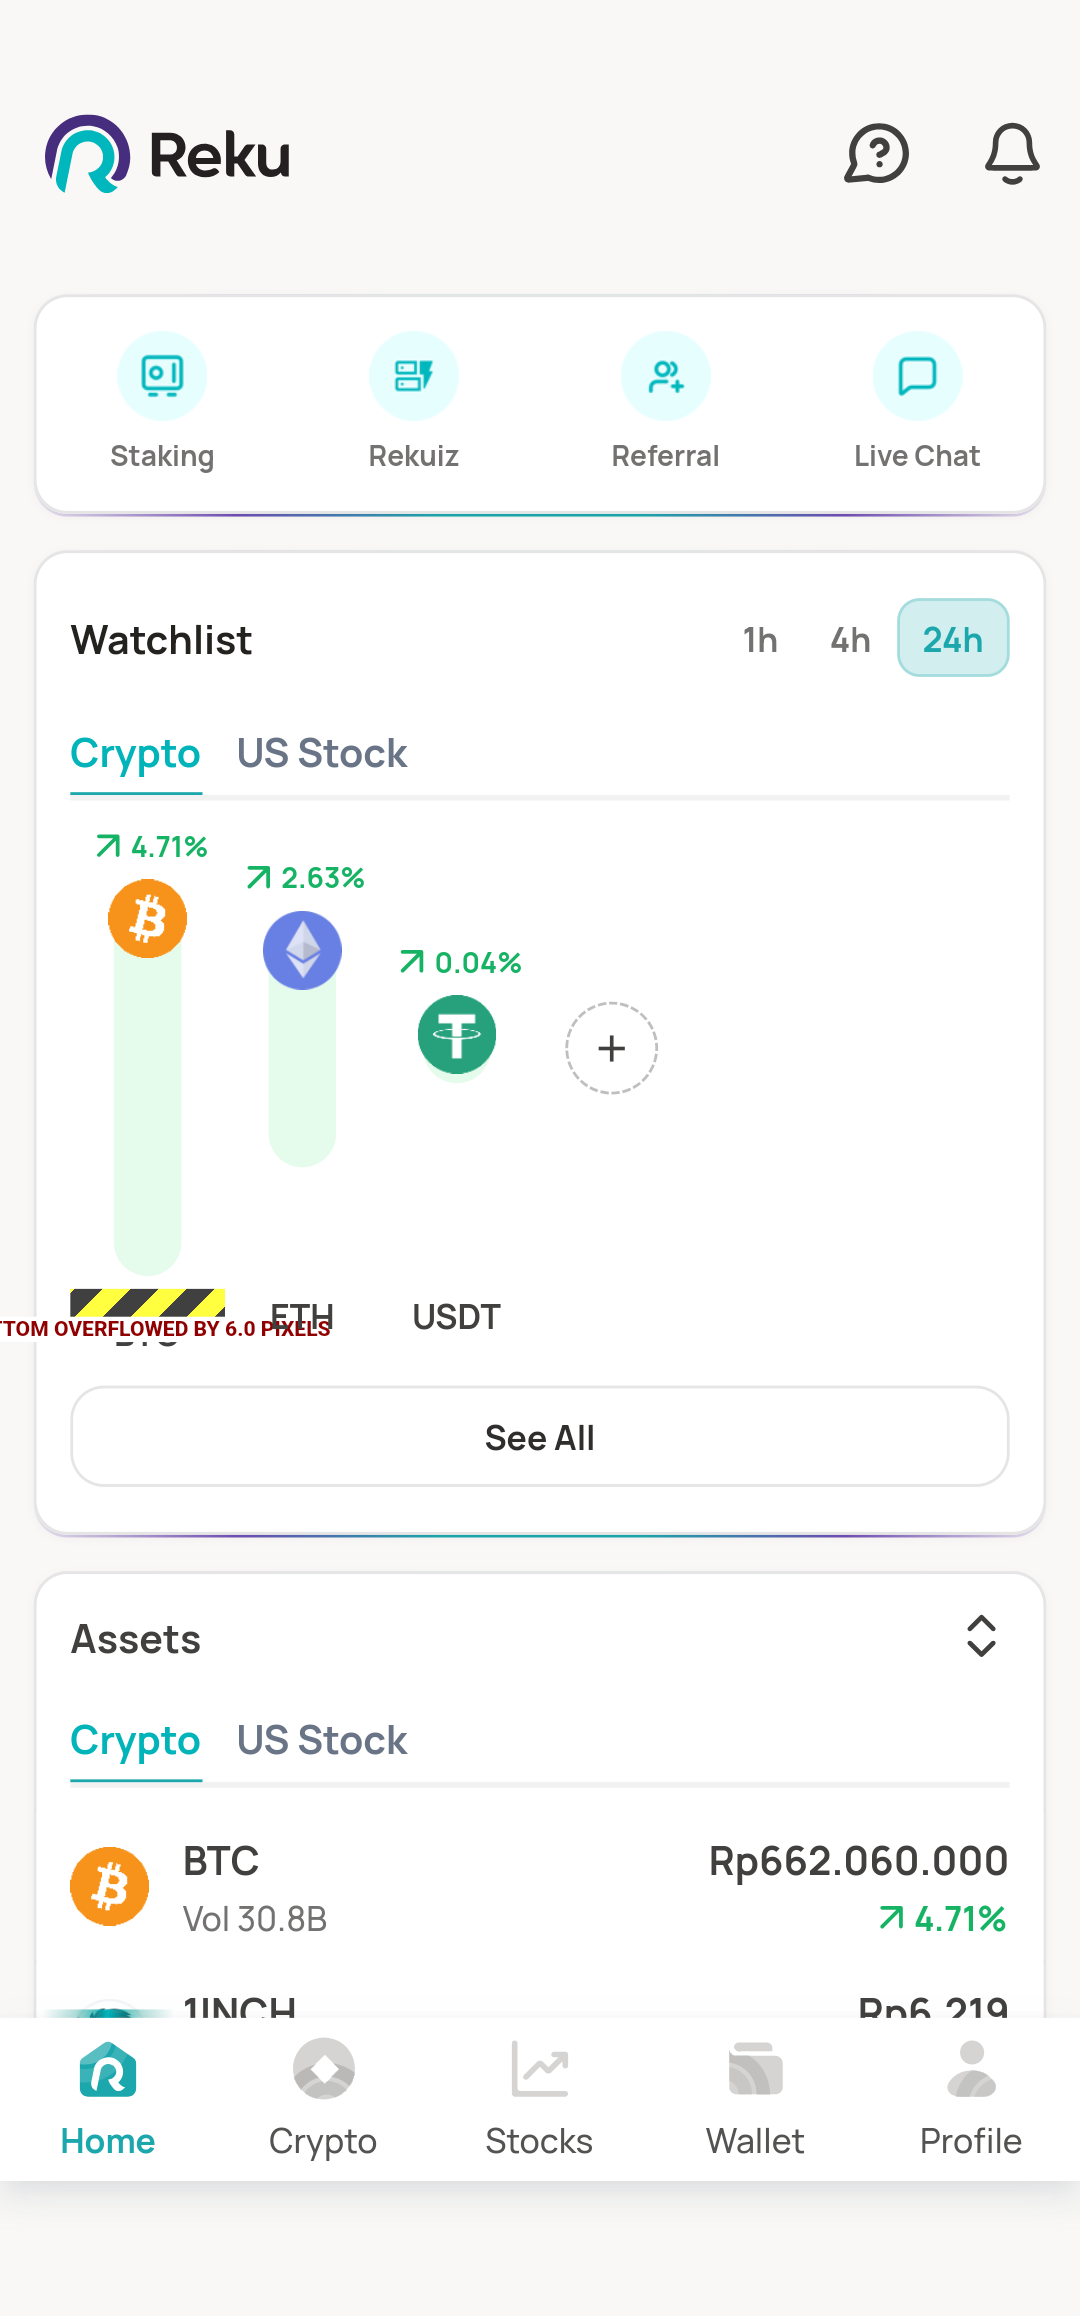 Reku
Staking
Rekuiz
Referral
Live Chat
Watchlist
1h
4h
24h
Crypto
US Stock
4.71%
2.63%
0.04%
ETH
USDT
TTOM OVERFLOWED BY 6.0 PIXELS
BTC
See All
Assets
Crypto
US Stock
BTC
Rp662.060.000
Vol 30.8B
4.71%
1INCH
Rp6.219
Home
Crypto
Stocks
Wallet
Profile